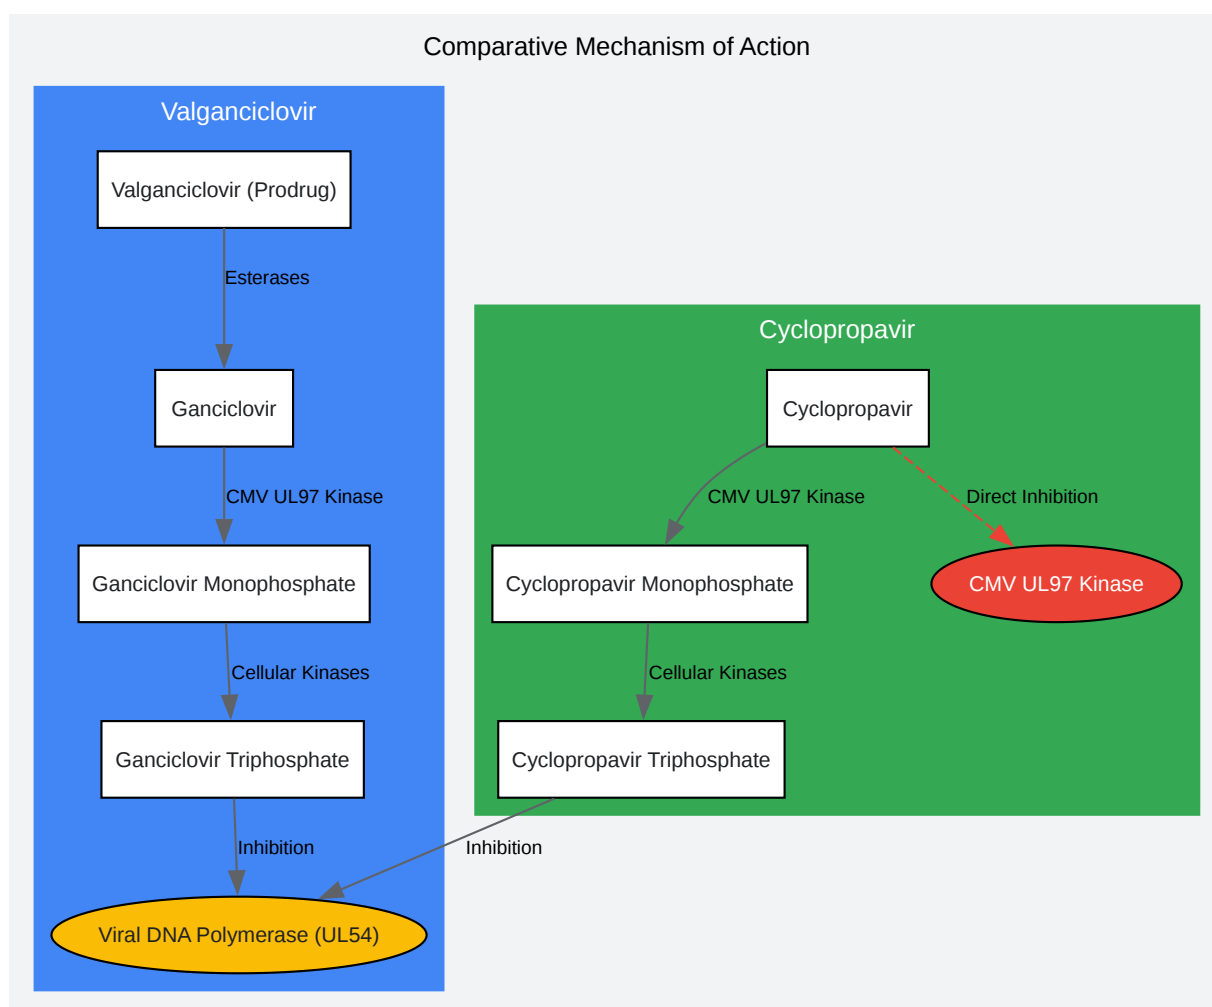 Comparative Mechanism of Action
Valganciclovir
Valganciclovir (Prodrug)
Esterases
Ganciclovir
CMV UL97 Kinase
Ganciclovir Monophosphate
Cellular Kinases
Ganciclovir Triphosphate
Inhibition
Viral DNA Polymerase (UL54)
Cyclopropavir
Cyclopropavir
CMV UL97 Kinase
Direct Inhibition
Cyclopropavir Monophosphate
CMV UL97 Kinase
Cellular Kinases
Cyclopropavir Triphosphate
Inhibition